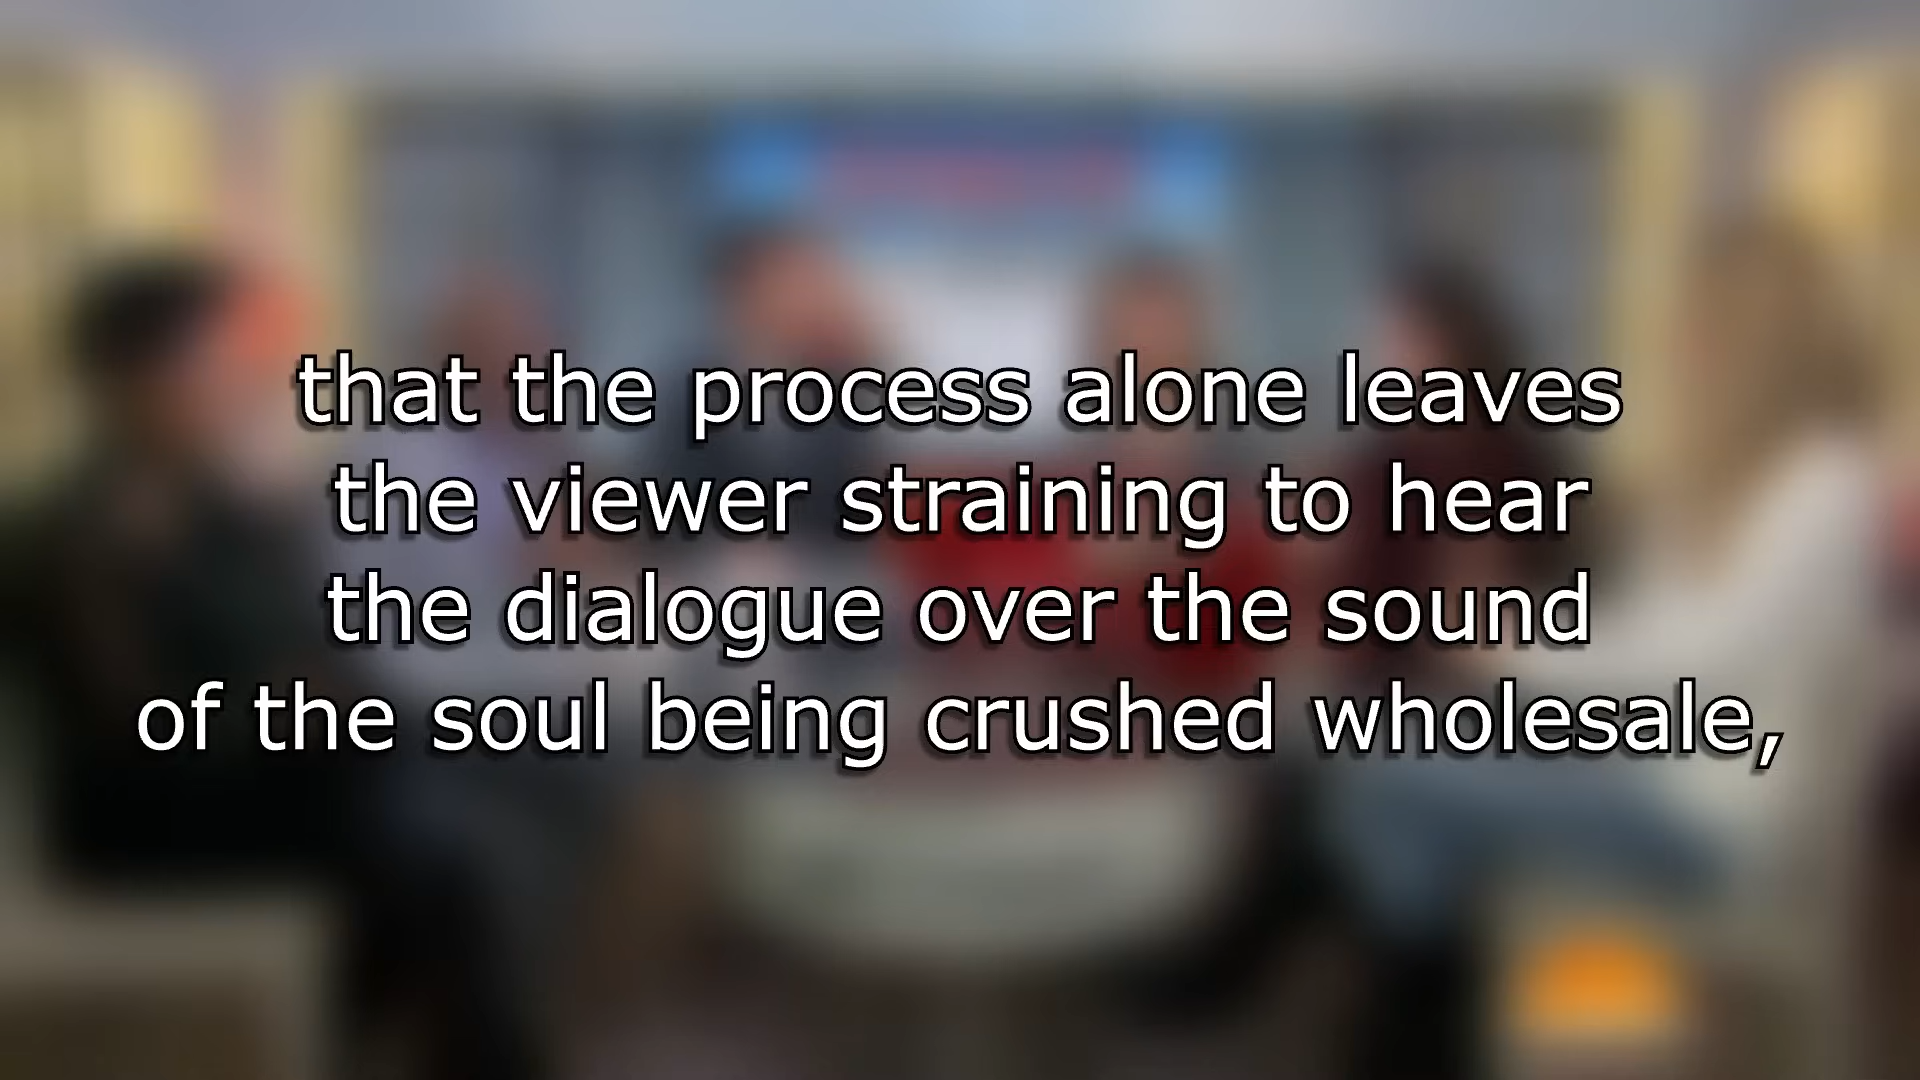 that the process alone leaves
the viewer straining to hear
the dialogue over the sound
of the soul being crushed wholesale,